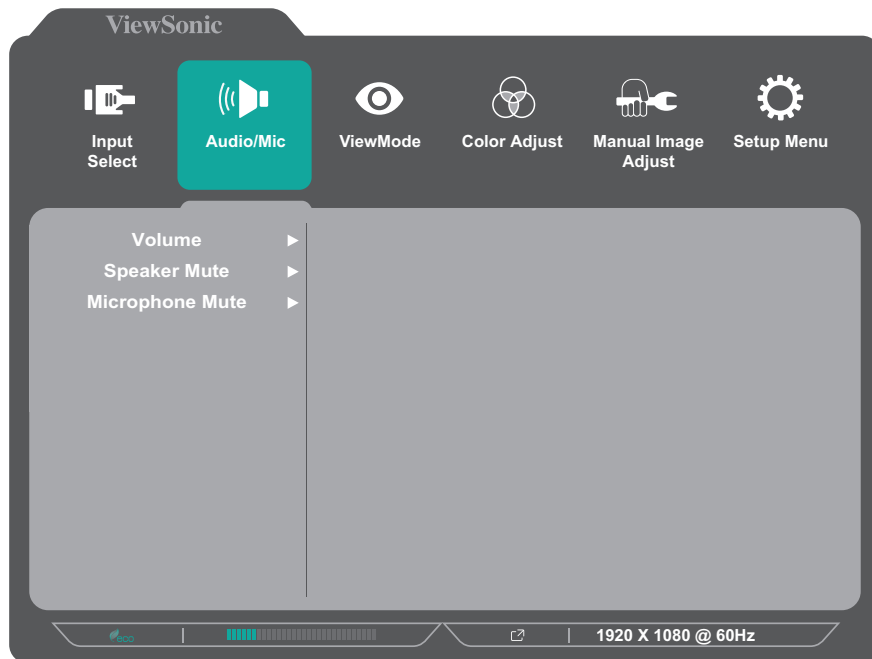 ViewSonic
Input
Select
Audio/Mic
ViewMode
Color Adjust
Manual Image
Adjust
Setup Menu
Volume
Speaker Mute
Microphone Mute
eco
1920 X 1080 @ 60Hz